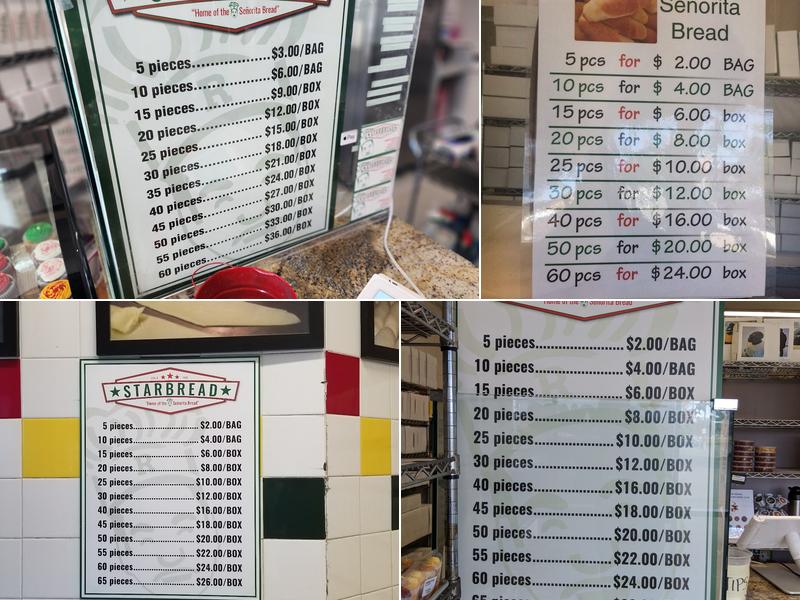 "Home of the Señorita Bread"
5 pieces........................$3.00/BAG
10 pieces........................$6.00/BAG
15 pieces........................$9.00/BOX
20 pieces........................$12.00/BOX
25 pieces........................$15.00/BOX
30 pieces........................$18.00/BOX
35 pieces........................$21.00/BOX
40 pieces........................$24.00/BOX
45 pieces........................$27.00/BOX
50 pieces........................$30.00/BOX
55 pieces........................$33.00/BOX
60 pieces........................$36.00/BOX
Señorita
Bread
5 pcs for $ 2.00 BAG
10 pcs for $ 4.00 BAG
15 pcs for $ 6.00 box
20 pcs for $ 8.00 box
25 pcs for $ 10.00 box
30 pcs for $ 12.00 box
40 pcs for $ 16.00 box
50 pcs for $ 20.00 box
60 pcs for $ 24.00 box
STARBREAD
"Home of the Señorita Bread"
5 pieces........................$2.00/BAG
10 pieces........................$4.00/BAG
15 pieces........................$6.00/BOX
20 pieces........................$8.00/BOX
25 pieces........................$10.00/BOX
30 pieces........................$12.00/BOX
40 pieces........................$16.00/BOX
45 pieces........................$18.00/BOX
50 pieces........................$20.00/BOX
55 pieces........................$22.00/BOX
60 pieces........................$24.00/BOX
65 pieces........................$26.00/BOX
"Home of the Señorita Bread"
5 pieces........................$2.00/BAG
10 pieces........................$4.00/BAG
15 pieces........................$6.00/BOX
20 pieces........................$8.00/BOX
25 pieces........................$10.00/BOX
30 pieces........................$12.00/BOX
40 pieces........................$16.00/BOX
45 pieces........................$18.00/BOX
50 pieces........................$20.00/BOX
55 pieces........................$22.00/BOX
60 pieces........................$24.00/BOX
TIPS